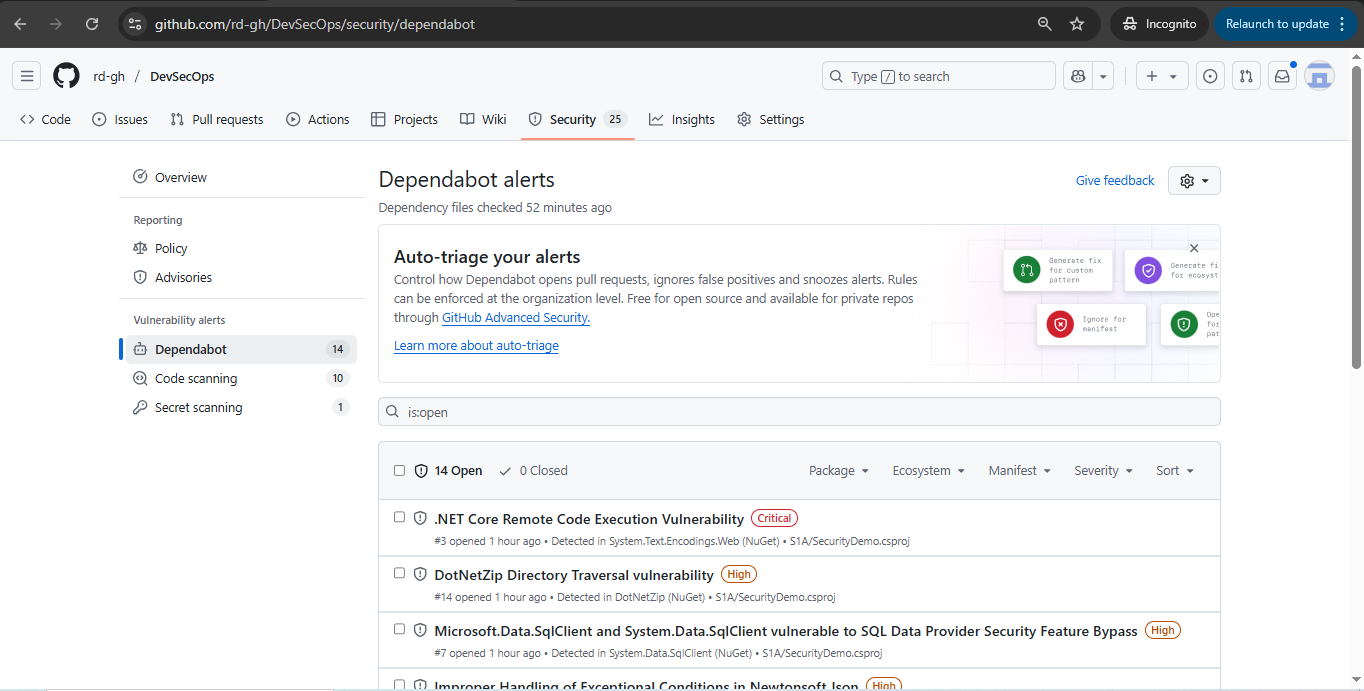 github.com/rd-gh/DevSecOps/security/dependabot
Incognito
Relaunch to update
rd-gh / DevSecOps
Type / to search
Code Issues Pull requests Actions Projects Wiki Security 25 Insights Settings
Overview
Reporting
Policy
Advisories
Vulnerability alerts
Dependabot 14
Code scanning 10
Secret scanning 1
Dependabot alerts
Give feedback
Dependency files checked 52 minutes ago
Auto-triage your alerts
Control how Dependabot opens pull requests, ignores false positives and snoozes alerts. Rules
can be enforced at the organization level. Free for open source and available for private repos
through GitHub Advanced Security.
Learn more about auto-triage
Generate fix
for custom
pattern
Generate fi
for ecosyst
Ignore for
manifest
Ope
for
pat
is:open
14 Open 0 Closed Package Ecosystem Manifest Severity Sort
.NET Core Remote Code Execution Vulnerability Critical
#3 opened 1 hour ago • Detected in System.Text.Encodings.Web (NuGet) • S1A/SecurityDemo.csproj
DotNetZip Directory Traversal vulnerability High
#14 opened 1 hour ago • Detected in DotNetZip (NuGet) • S1A/SecurityDemo.csproj
Microsoft.Data.SqlClient and System.Data.SqlClient vulnerable to SQL Data Provider Security Feature Bypass High
#7 opened 1 hour ago • Detected in System.Data.SqlClient (NuGet) • S1A/SecurityDemo.csproj
Improper Handling of Exceptional Conditions in Newtonsoft.Json High